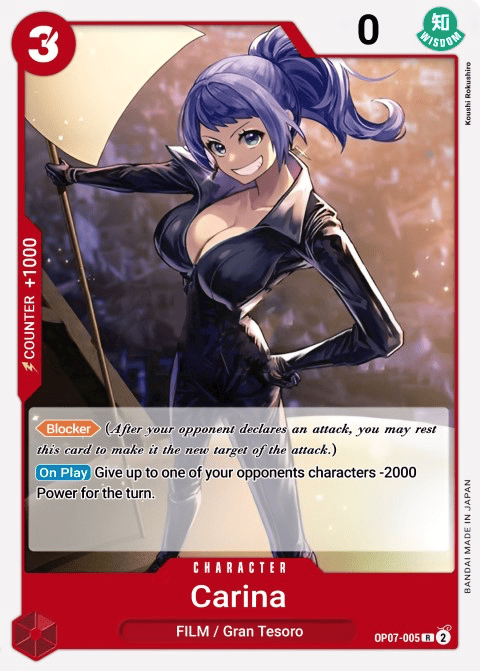 3
0
知
WISDOM
Koushi Rokushiro
COUNTER +1000
Blocker (After your opponent declares an attack, you may rest
this card to make it the new target of the attack.)
On Play Give up to one of your opponents characters -2000
Power for the turn.
BANDAI MADE IN JAPAN
CHARACTER
Carina
FILM / Gran Tesoro
OP07-005 R 2